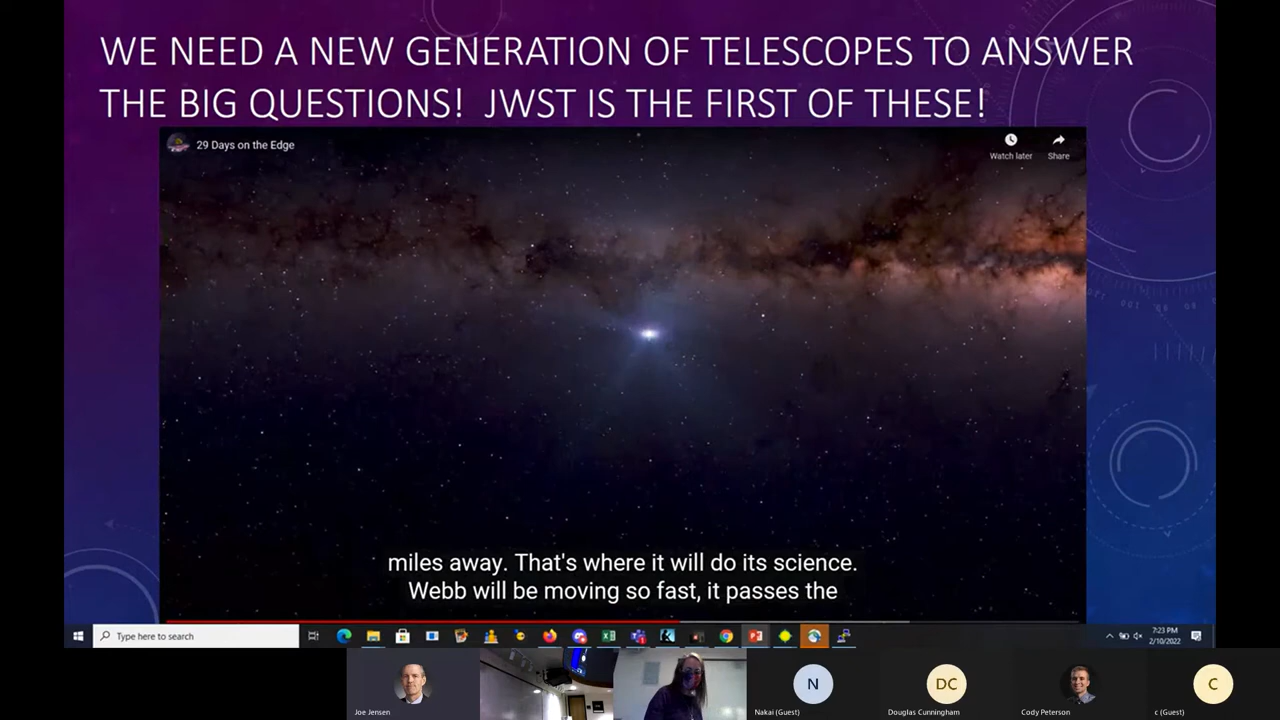 WE NEED A NEW GENERATION OF TELESCOPES TO ANSWER
THE BIG QUESTIONS! JWST IS THE FIRST OF THESE!
29 Days on the Edge
Watch later
Share
miles away. That's where it will do its science.
Webb will be moving so fast, it passes the
Type here to search
7:23 PM
2/10/2022
Joe Jensen
N
Nakai (Guest)
DC
Douglas Cunningham
Cody Peterson
C
c (Guest)